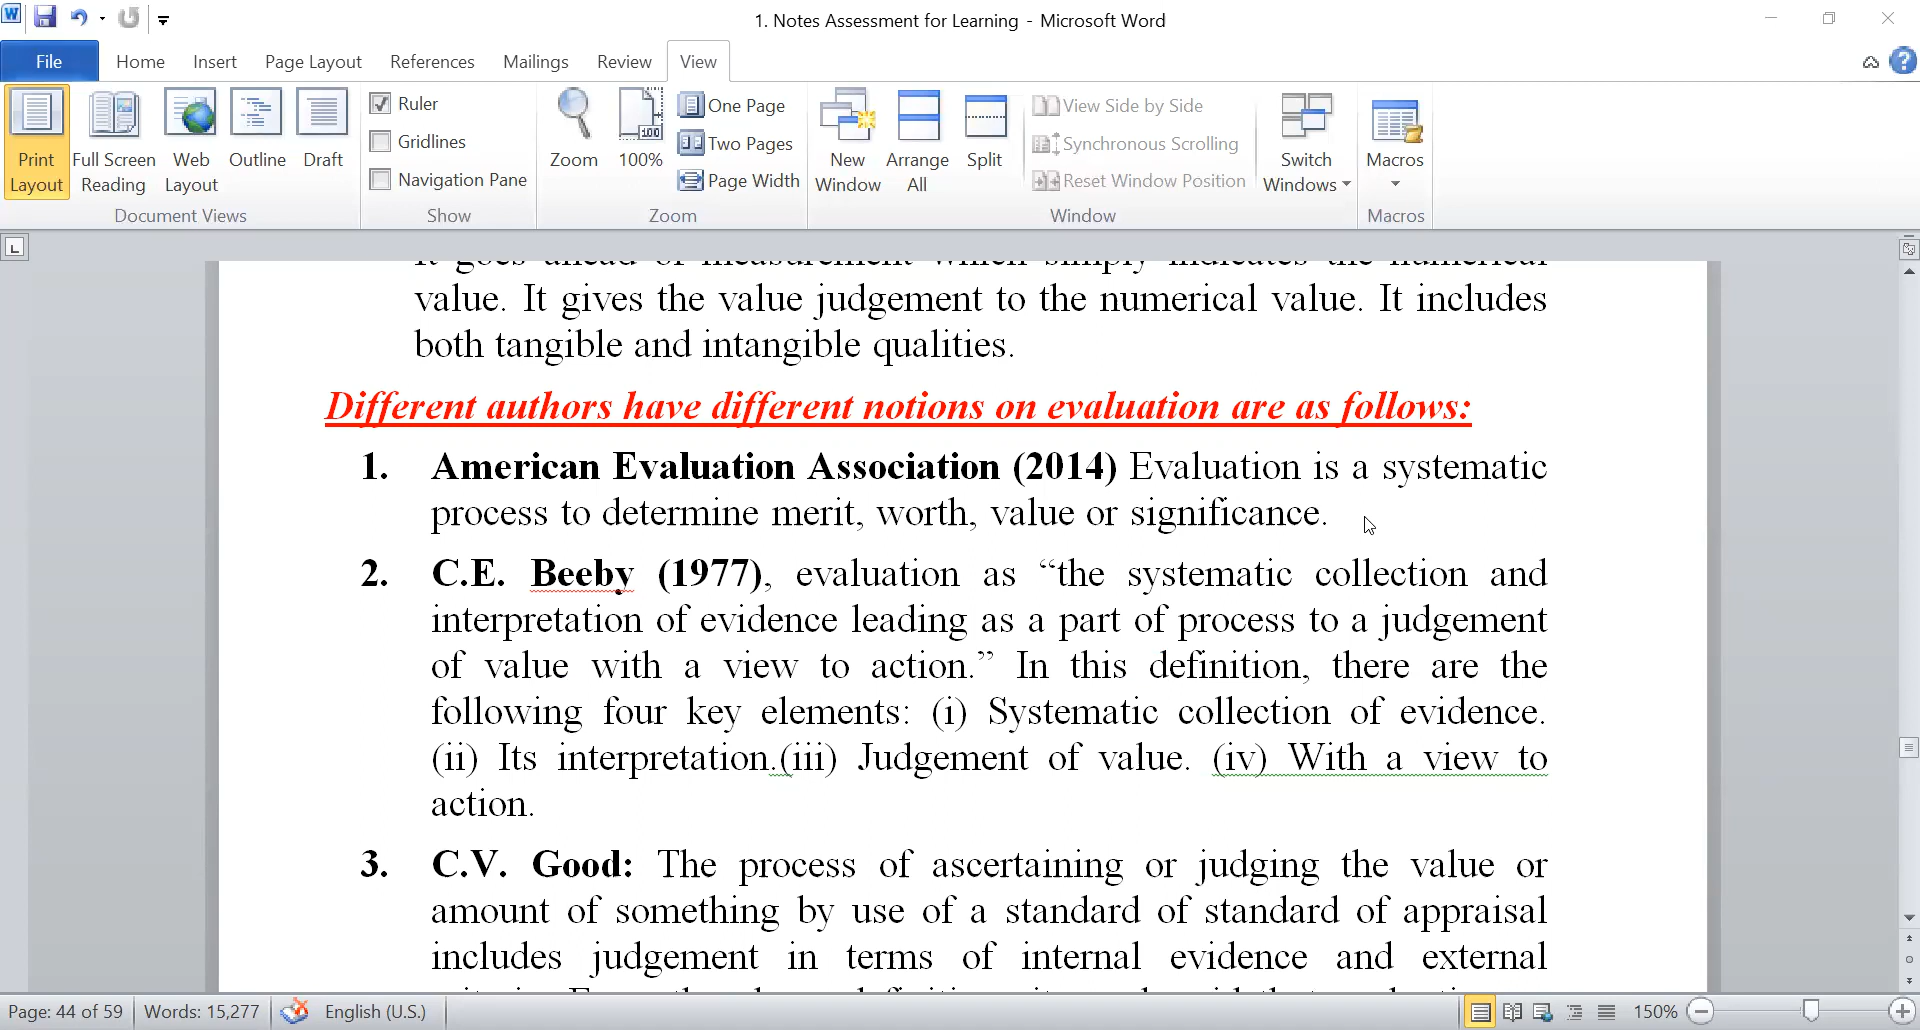 1. Notes Assessment for Learning - Microsoft Word
File Home Insert Page Layout References Mailings Review View
Print Layout
Full Screen Reading
Web Layout
Outline
Draft
Document Views
Ruler
Gridlines
Navigation Pane
Show
Zoom
100%
One Page
Two Pages
Page Width
Zoom
New Window
Arrange All
Split
View Side by Side
Synchronous Scrolling
Reset Window Position
Switch Windows
Window
Macros
Macros
It goes ahead of measurement which simply indicates the numerical
value. It gives the value judgement to the numerical value. It includes
both tangible and intangible qualities.
Different authors have different notions on evaluation are as follows:
1. American Evaluation Association (2014) Evaluation is a systematic
process to determine merit, worth, value or significance.
2. C.E. Beeby (1977), evaluation as “the systematic collection and
interpretation of evidence leading as a part of process to a judgement
of value with a view to action.” In this definition, there are the
following four key elements: (i) Systematic collection of evidence.
(ii) Its interpretation.(iii) Judgement of value. (iv) With a view to
action.
3. C.V. Good: The process of ascertaining or judging the value or
amount of something by use of a standard of standard of appraisal
includes judgement in terms of internal evidence and external
Page: 44 of 59 Words: 15,277 English (U.S.) 150%